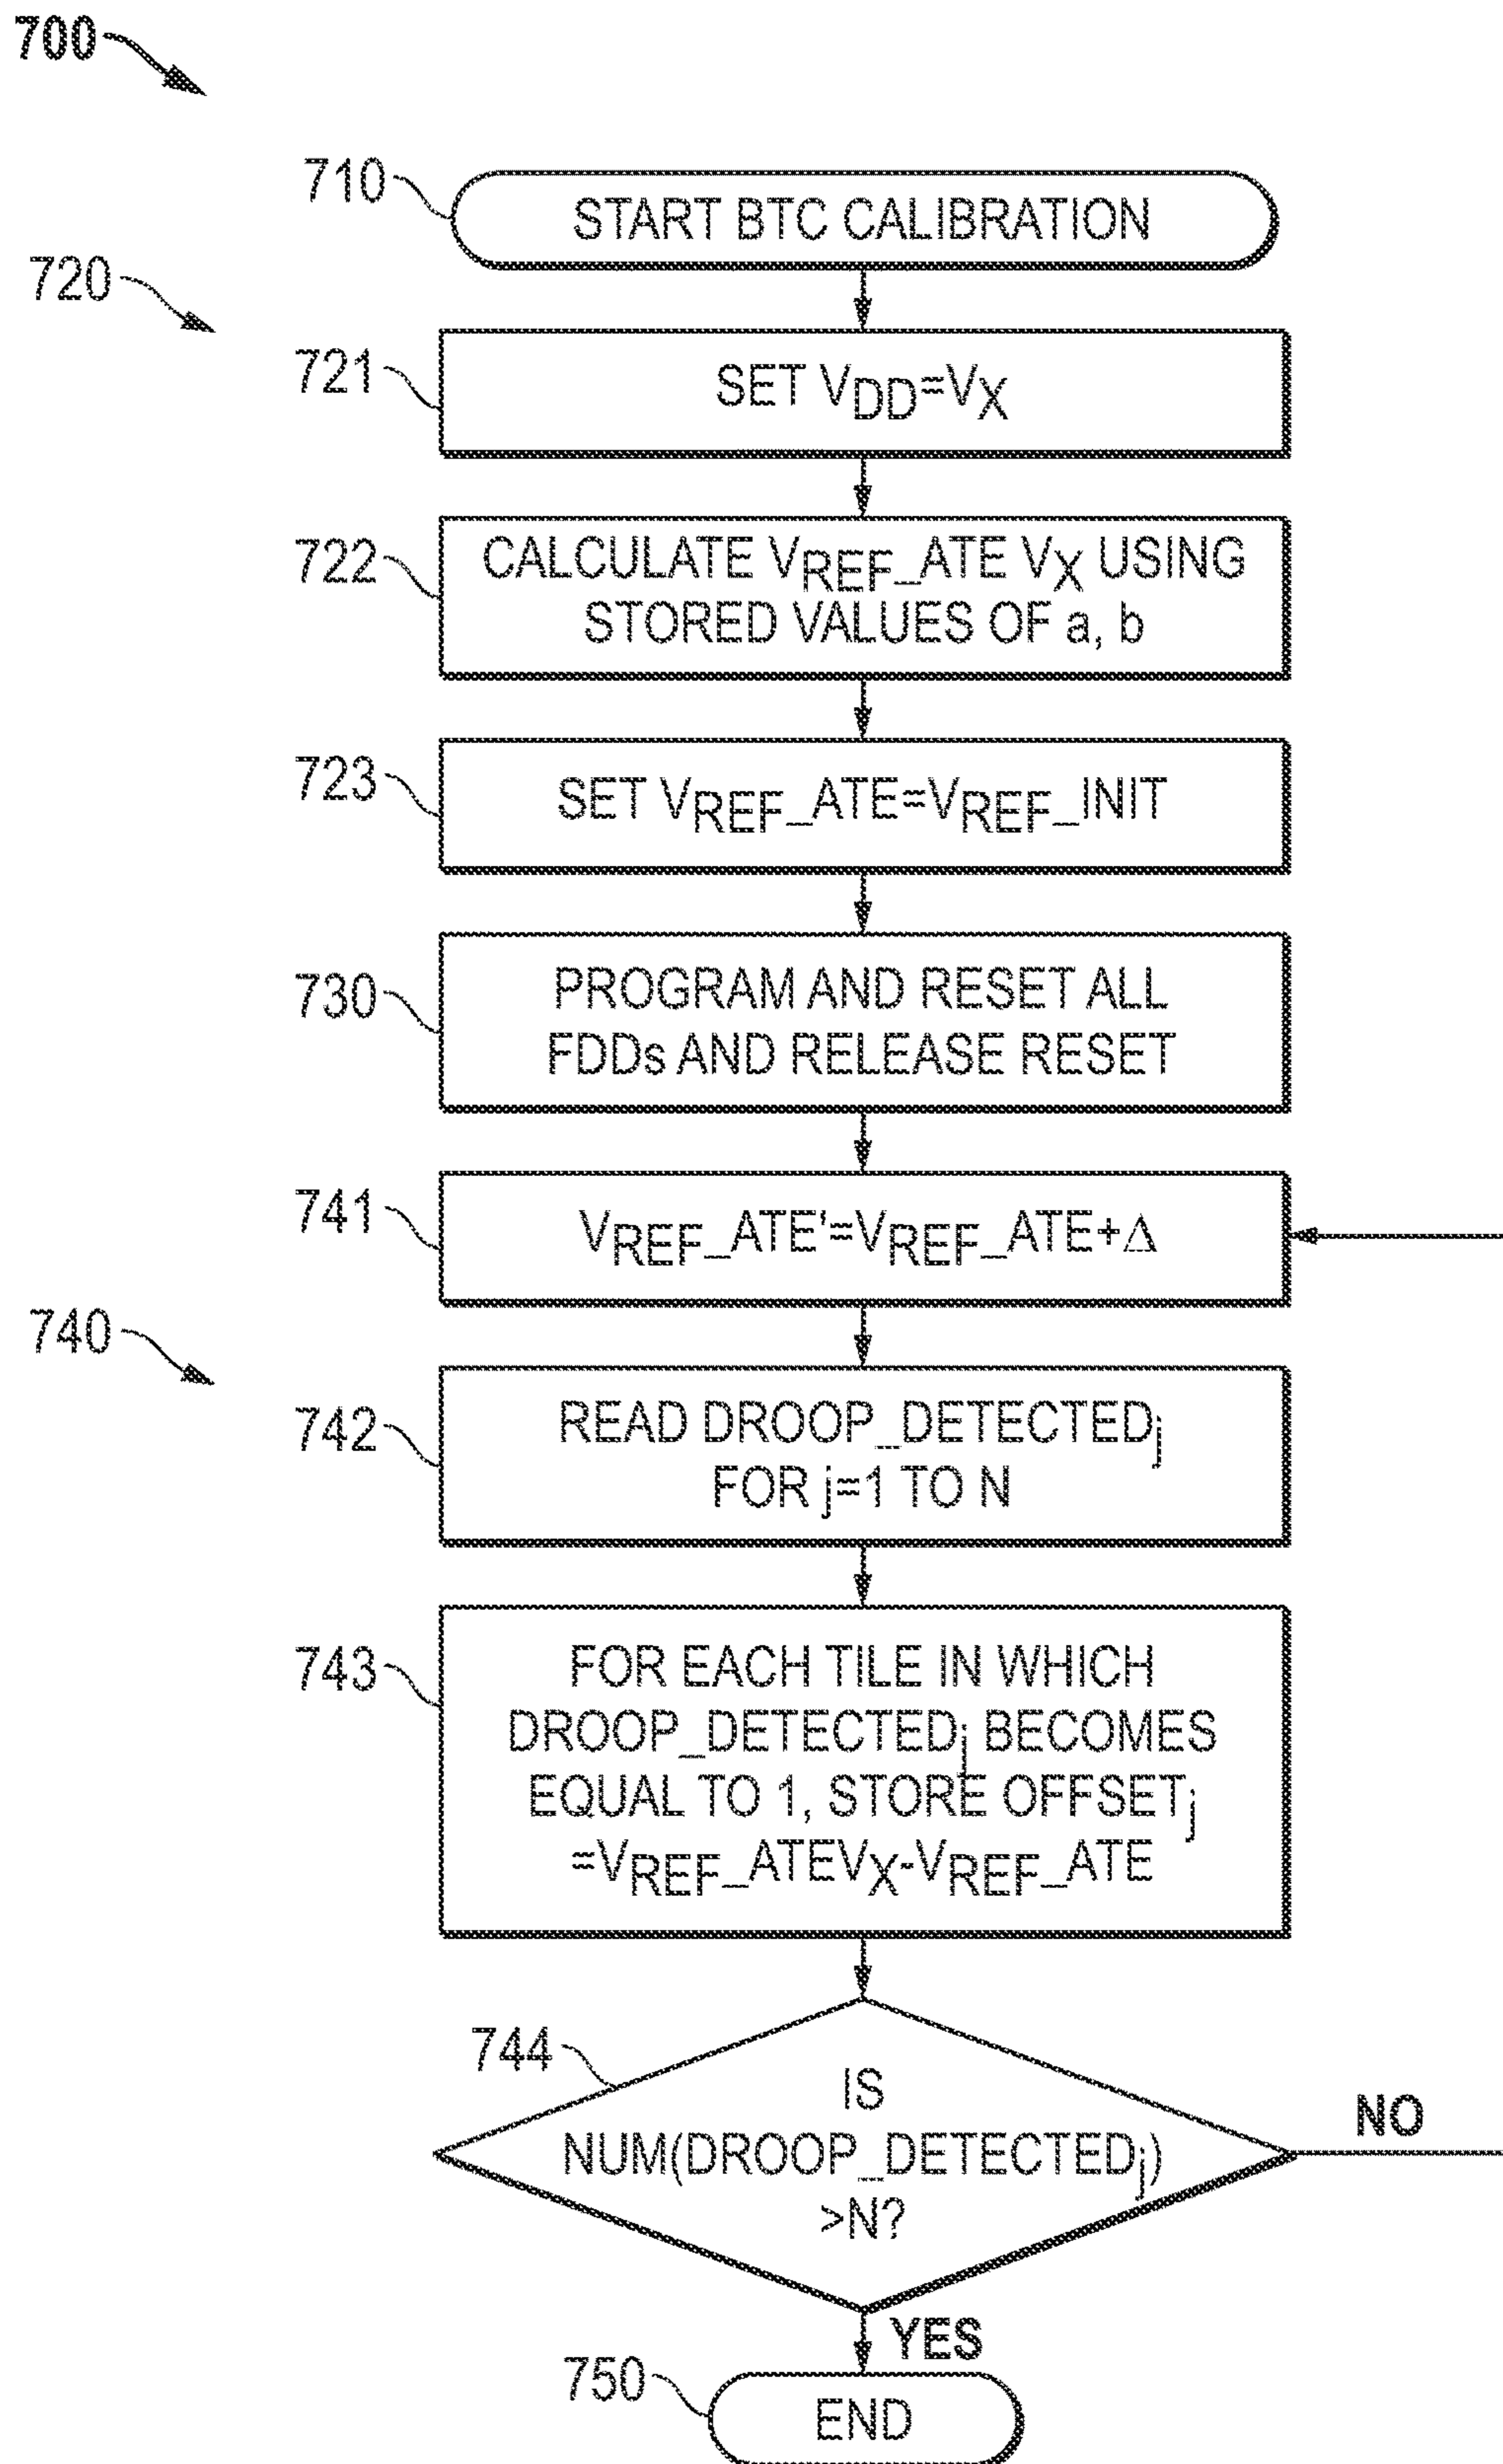 700
710
START BTC CALIBRATION
720
721
SET VDD=VX
722
CALCULATE VREF_ATE VX USING
STORED VALUES OF a, b
723
SET VREF_ATE=VREF_INIT
730
PROGRAM AND RESET ALL
FDDs AND RELEASE RESET
741
VREF_ATE'=VREF_ATE+Δ
740
742
READ DROOP_DETECTEDj
FOR j=1 TO N
743
FOR EACH TILE IN WHICH
DROOP_DETECTEDj BECOMES
EQUAL TO 1, STORE OFFSETj
=VREF_ATEVX-VREF_ATE
744
IS
NUM(DROOP_DETECTEDj)
>N?
NO
YES
750
END